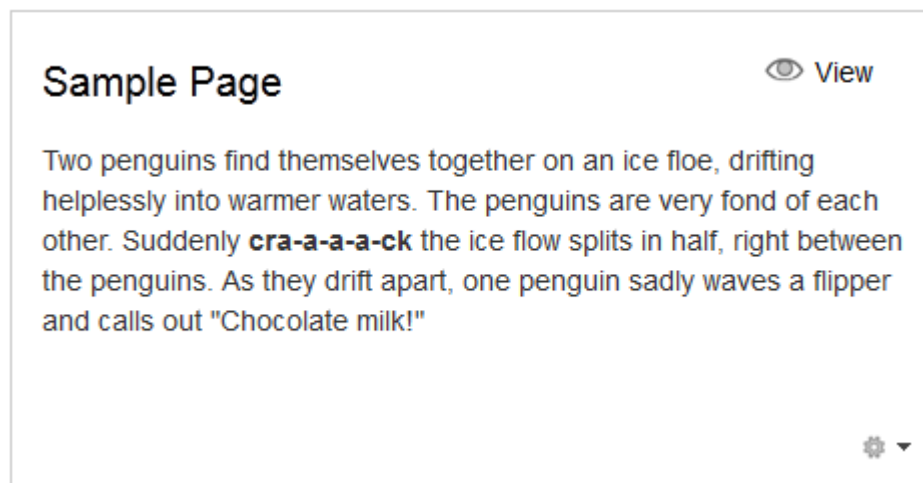 Sample Page
View
Two penguins find themselves together on an ice floe, drifting
helplessly into warmer waters. The penguins are very fond of each
other. Suddenly cra-a-a-a-ck the ice flow splits in half, right between
the penguins. As they drift apart, one penguin sadly waves a flipper
and calls out "Chocolate milk!"